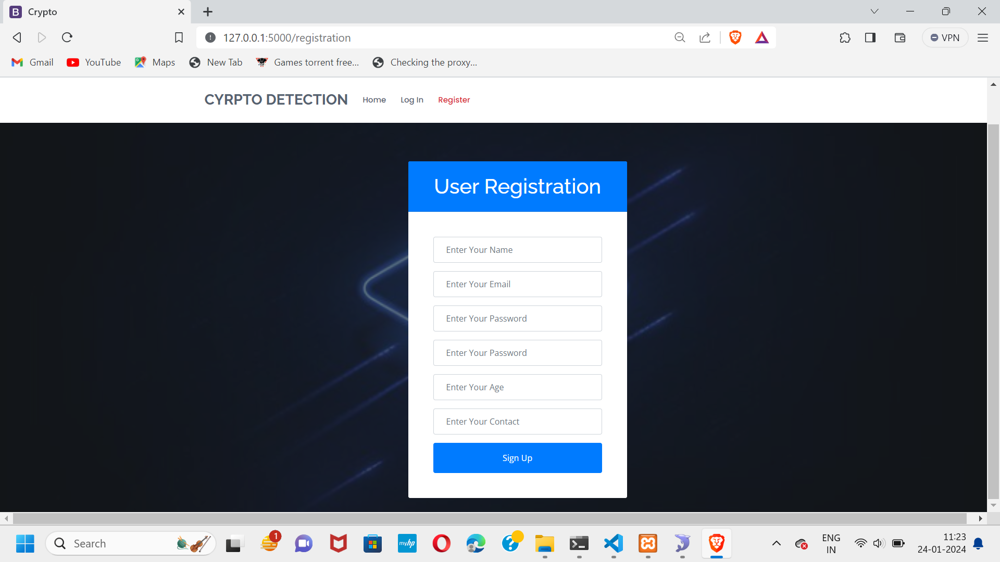 B Crypto
127.0.0.1:5000/registration
VPN
Gmail YouTube Maps New Tab Games torrent free... Checking the proxy...
CYRPTO DETECTION Home Log In Register
User Registration
Enter Your Name
Enter Your Email
Enter Your Password
Enter Your Password
Enter Your Age
Enter Your Contact
Sign Up
Search
1
myhp
ENG
IN
11:23
24-01-2024